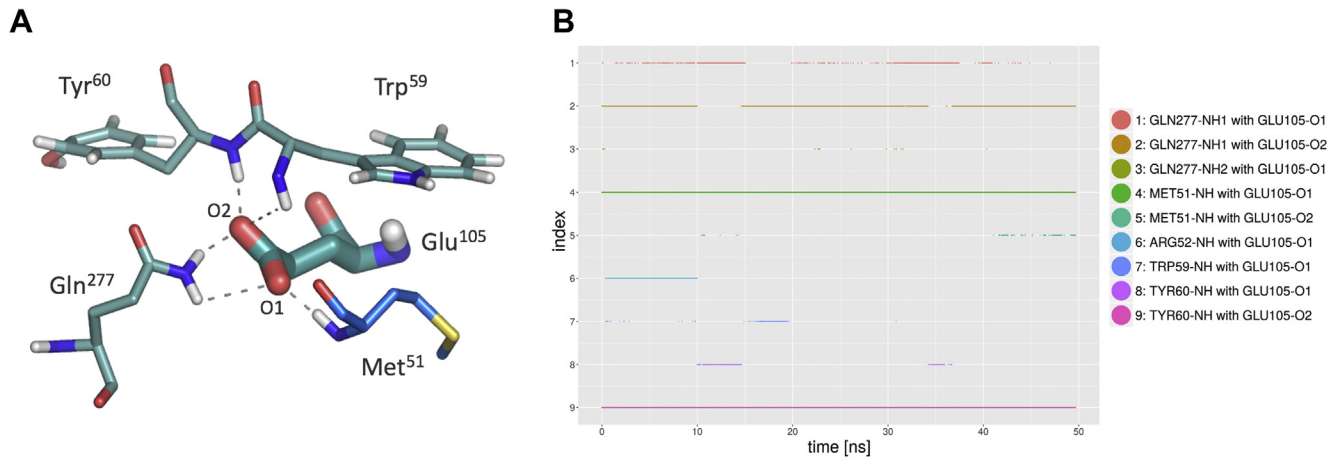 A
Tyr60
Trp59
O2
Glu105
Gln277
O1
Met51
B
index
1
2
3
4
5
6
7
8
9
0
10
20
30
40
50
time [ns]
1: GLN277-NH1 with GLU105-O1
2: GLN277-NH1 with GLU105-O2
3: GLN277-NH2 with GLU105-O1
4: MET51-NH with GLU105-O1
5: MET51-NH with GLU105-O2
6: ARG52-NH with GLU105-O1
7: TRP59-NH with GLU105-O1
8: TYR60-NH with GLU105-O1
9: TYR60-NH with GLU105-O2